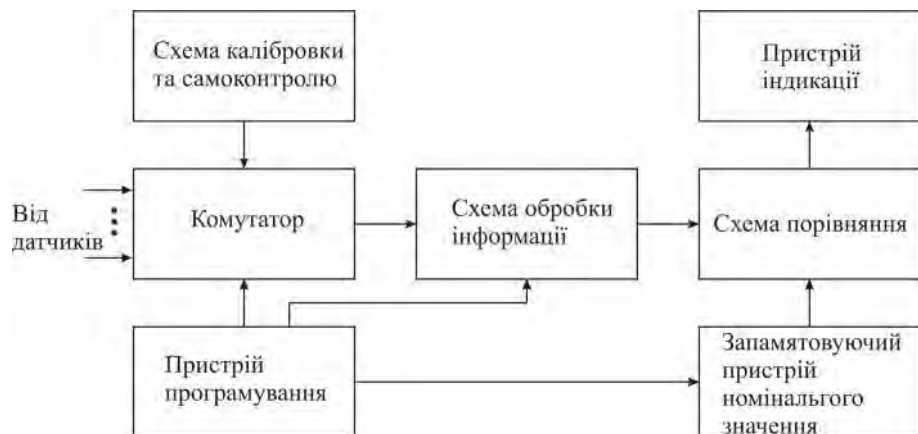 Схема калібровки
та самоконтролю
Пристрій
індикації
Від
датчиків
Комутатор
Схема обробки
інформації
Схема порівняння
Пристрій
програмування
Запамятовуючий
пристрій
номінального
значення